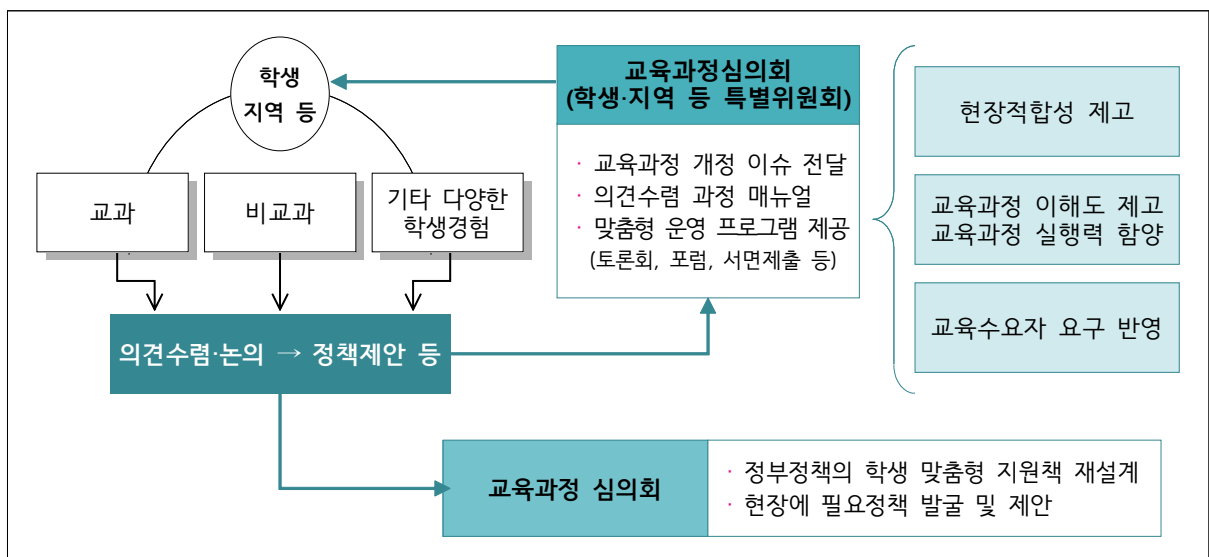 학생
지역 등
교과
비교과
기타 다양한
학생경험
의견수렴·논의 → 정책제안 등
교육과정심의회
(학생·지역 등 특별위원회)
· 교육과정 개정 이슈 전달
· 의견수렴 과정 매뉴얼
· 맞춤형 운영 프로그램 제공
(토론회, 포럼, 서면제출 등)
현장적합성 제고
교육과정 이해도 제고
교육과정 실행력 함양
교육수요자 요구 반영
교육과정 심의회
· 정부정책의 학생 맞춤형 지원책 재설계
· 현장에 필요정책 발굴 및 제안